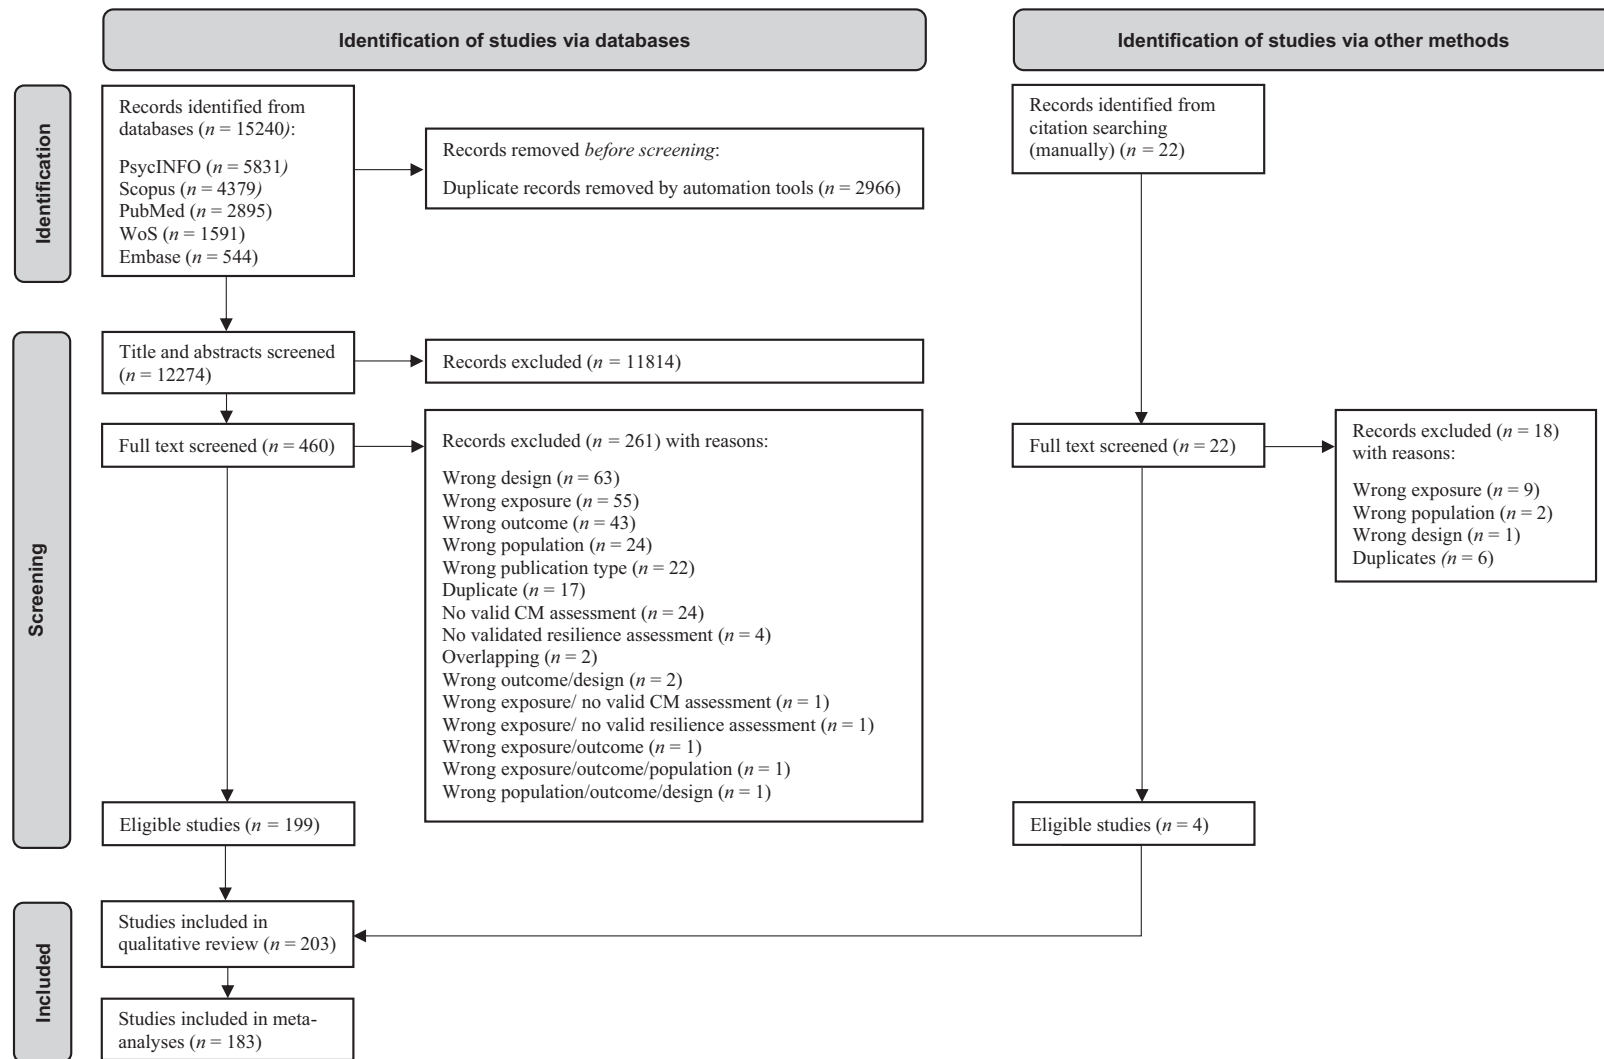 Identification of studies via databases
Identification of studies via other methods
Identification
Records identified from
databases (n = 15240):
PsycINFO (n = 5831)
Scopus (n = 4379)
PubMed (n = 2895)
WoS (n = 1591)
Embase (n = 544)
Records removed before screening:
Duplicate records removed by automation tools (n = 2966)
Records identified from
citation searching
(manually) (n = 22)
Screening
Title and abstracts screened
(n = 12274)
Records excluded (n = 11814)
Full text screened (n = 460)
Records excluded (n = 261) with reasons:
Wrong design (n = 63)
Wrong exposure (n = 55)
Wrong outcome (n = 43)
Wrong population (n = 24)
Wrong publication type (n = 22)
Duplicate (n = 17)
No valid CM assessment (n = 24)
No validated resilience assessment (n = 4)
Overlapping (n = 2)
Wrong outcome/design (n = 2)
Wrong exposure/ no valid CM assessment (n = 1)
Wrong exposure/ no valid resilience assessment (n = 1)
Wrong exposure/outcome (n = 1)
Wrong exposure/outcome/population (n = 1)
Wrong population/outcome/design (n = 1)
Full text screened (n = 22)
Records excluded (n = 18)
with reasons:
Wrong exposure (n = 9)
Wrong population (n = 2)
Wrong design (n = 1)
Duplicates (n = 6)
Eligible studies (n = 199)
Eligible studies (n = 4)
Included
Studies included in
qualitative review (n = 203)
Studies included in meta-
analyses (n = 183)